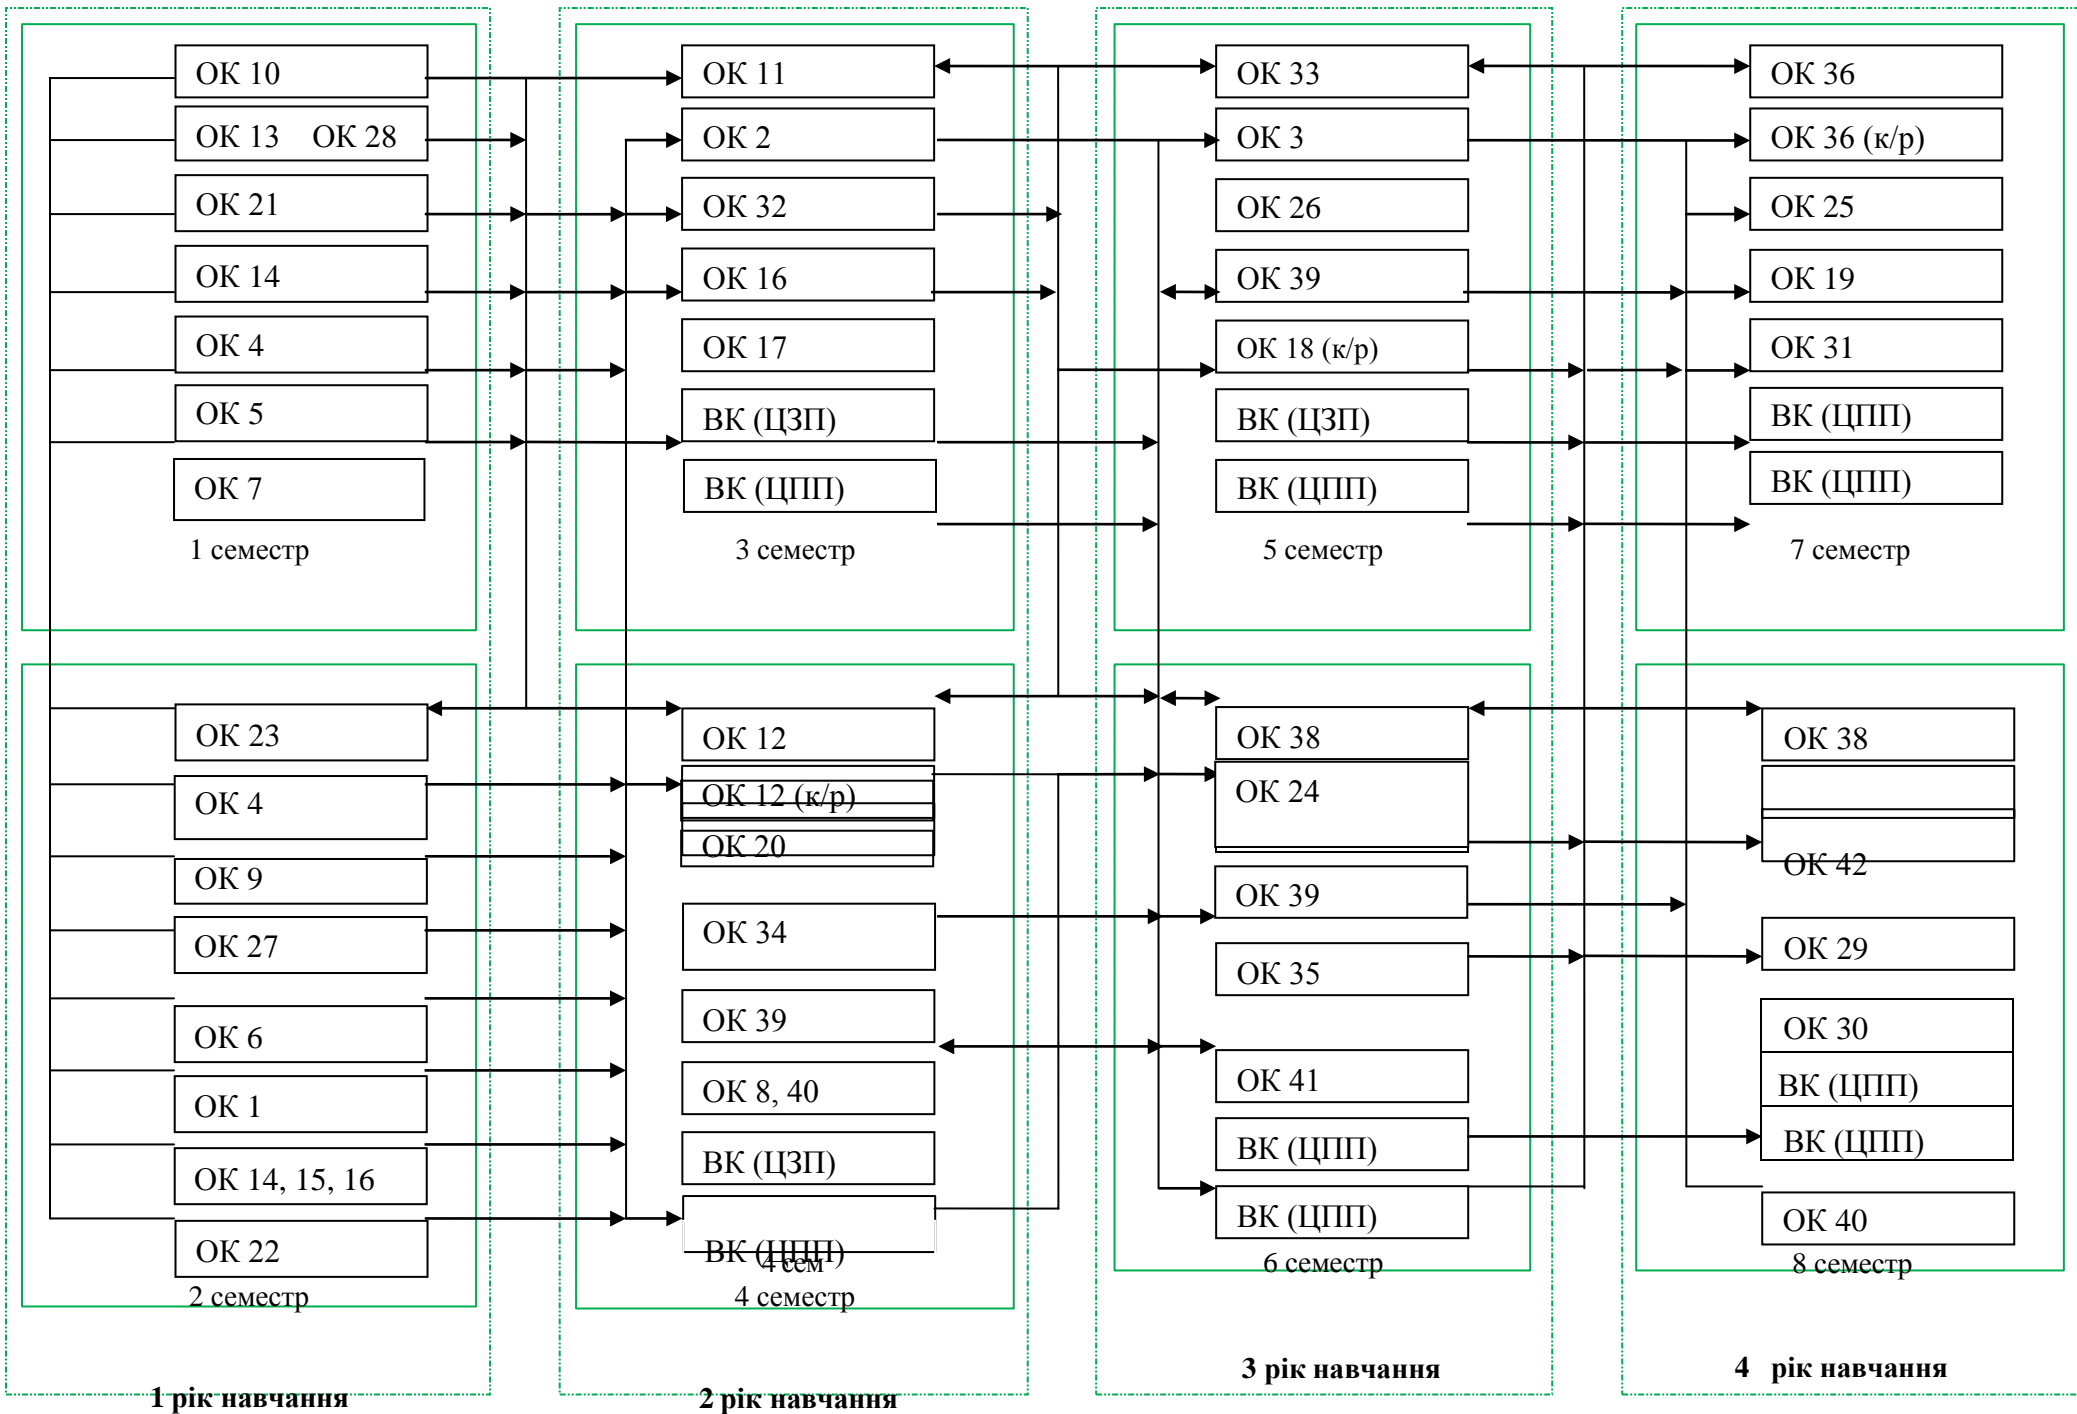 ОК 10
ОК 13 ОК 28
ОК 21
ОК 14
ОК 4
ОК 5
ОК 7
1 семестр
ОК 23
ОК 4
ОК 9
ОК 27
ОК 6
ОК 1
ОК 14, 15, 16
ОК 22
2 семестр
1 рік навчання
ОК 11
ОК 2
ОК 32
ОК 16
ОК 17
ВК (ЦЗП)
ВК (ЦПП)
3 семестр
ОК 12
ОК 12 (к/р)
ОК 20
ОК 34
ОК 39
ОК 8, 40
ВК (ЦЗП)
ВК (ЦПП)
4 сем
4 семестр
2 рік навчання
ОК 33
ОК 3
ОК 26
ОК 39
ОК 18 (к/р)
ВК (ЦЗП)
ВК (ЦПП)
5 семестр
ОК 38
ОК 24
ОК 39
ОК 35
ОК 41
ВК (ЦПП)
ВК (ЦПП)
6 семестр
3 рік навчання
ОК 36
ОК 36 (к/р)
ОК 25
ОК 19
ОК 31
ВК (ЦПП)
ВК (ЦПП)
7 семестр
ОК 38
ОК 42
ОК 29
ОК 30
ВК (ЦПП)
ВК (ЦПП)
ОК 40
8 семестр
4 рік навчання